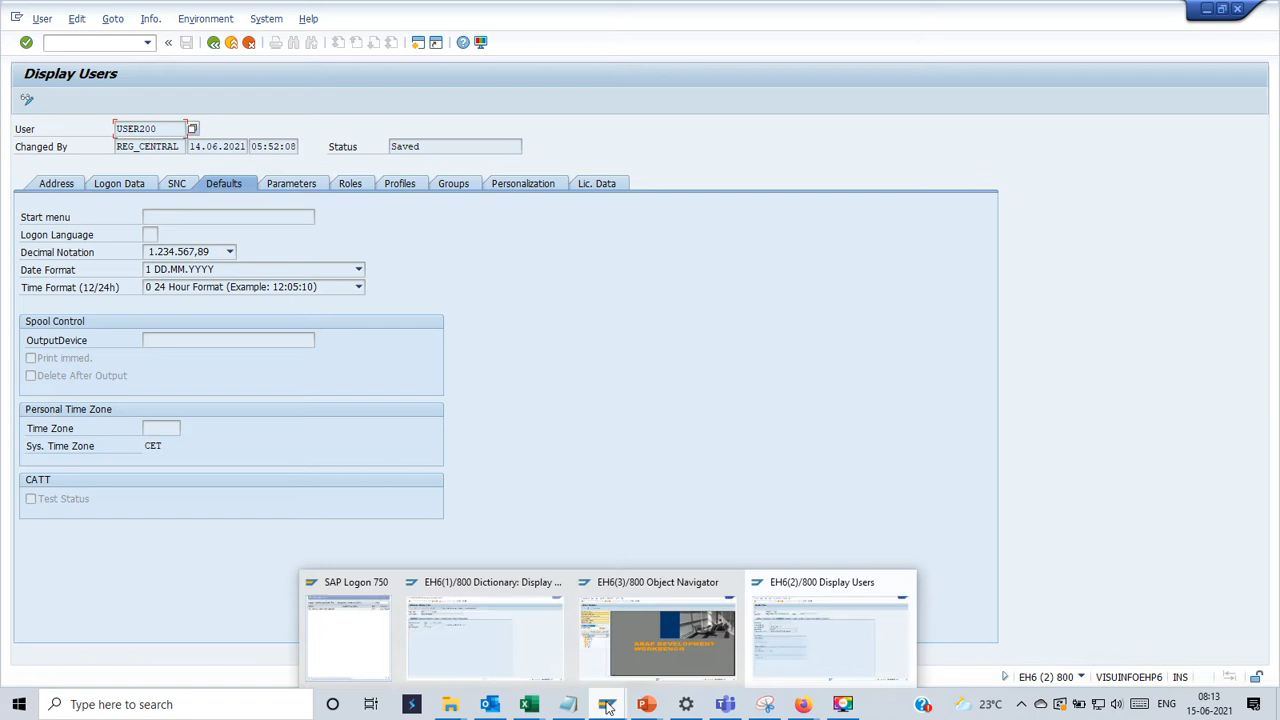 User Edit Goto Info. Environment System Help
Display Users
User USER200
Changed By REG_CENTRAL 14.06.2021 05:52:08 Status Saved
Address Logon Data SNC Defaults Parameters Roles Profiles Groups Personalization Lic. Data
Start menu
Logon Language
Decimal Notation 1.234.567,89
Date Format 1 DD.MM.YYYY
Time Format (12/24h) 0 24 Hour Format (Example: 12:05:10)
Spool Control
OutputDevice
Print immed.
Delete After Output
Personal Time Zone
Time Zone
Sys. Time Zone CET
CATT
Test Status
SAP Logon 750 EH6(1)/800 Dictionary: Display ... EH6(3)/800 Object Navigator EH6(2)/800 Display Users
WORKBENCH
EH6 (2) 800 VISUINFOEHP6 INS
Type here to search 23°C ENG 08:13
15-06-2021